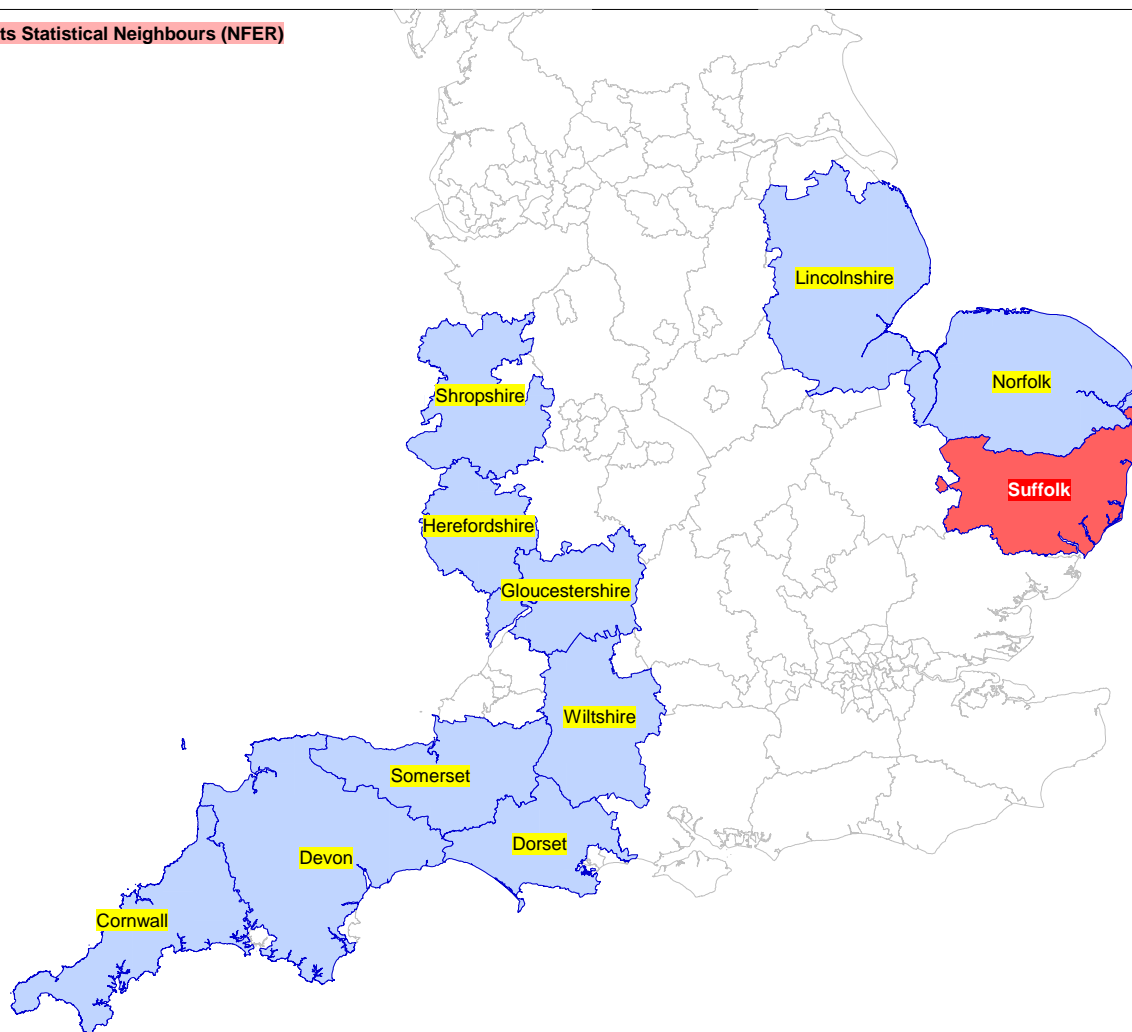 ts Statistical Neighbours (NFER)
Lincolnshire
Norfolk
Shropshire
Suffolk
Herefordshire
Gloucestershire
Wiltshire
Somerset
Dorset
Devon
Cornwall